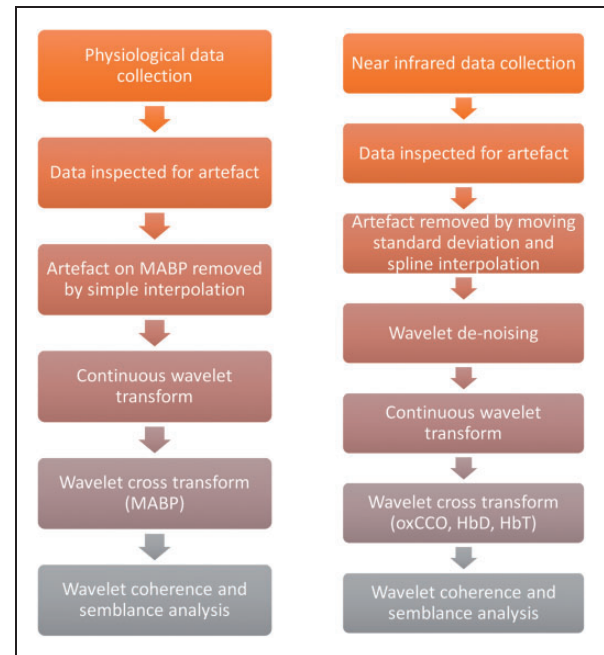 Physiological data
collection
Data inspected for artefact
Artefact on MABP removed
by simple interpolation
Continuous wavelet
transform
Wavelet cross transform
(MABP)
Wavelet coherence and
semblance analysis
Near infrared data collection
Data inspected for artefact
Artefact removed by moving
standard deviation and
spline interpolation
Wavelet de-noising
Continuous wavelet
transform
Wavelet cross transform
(oxCCO, HbD, HbT)
Wavelet coherence and
semblance analysis